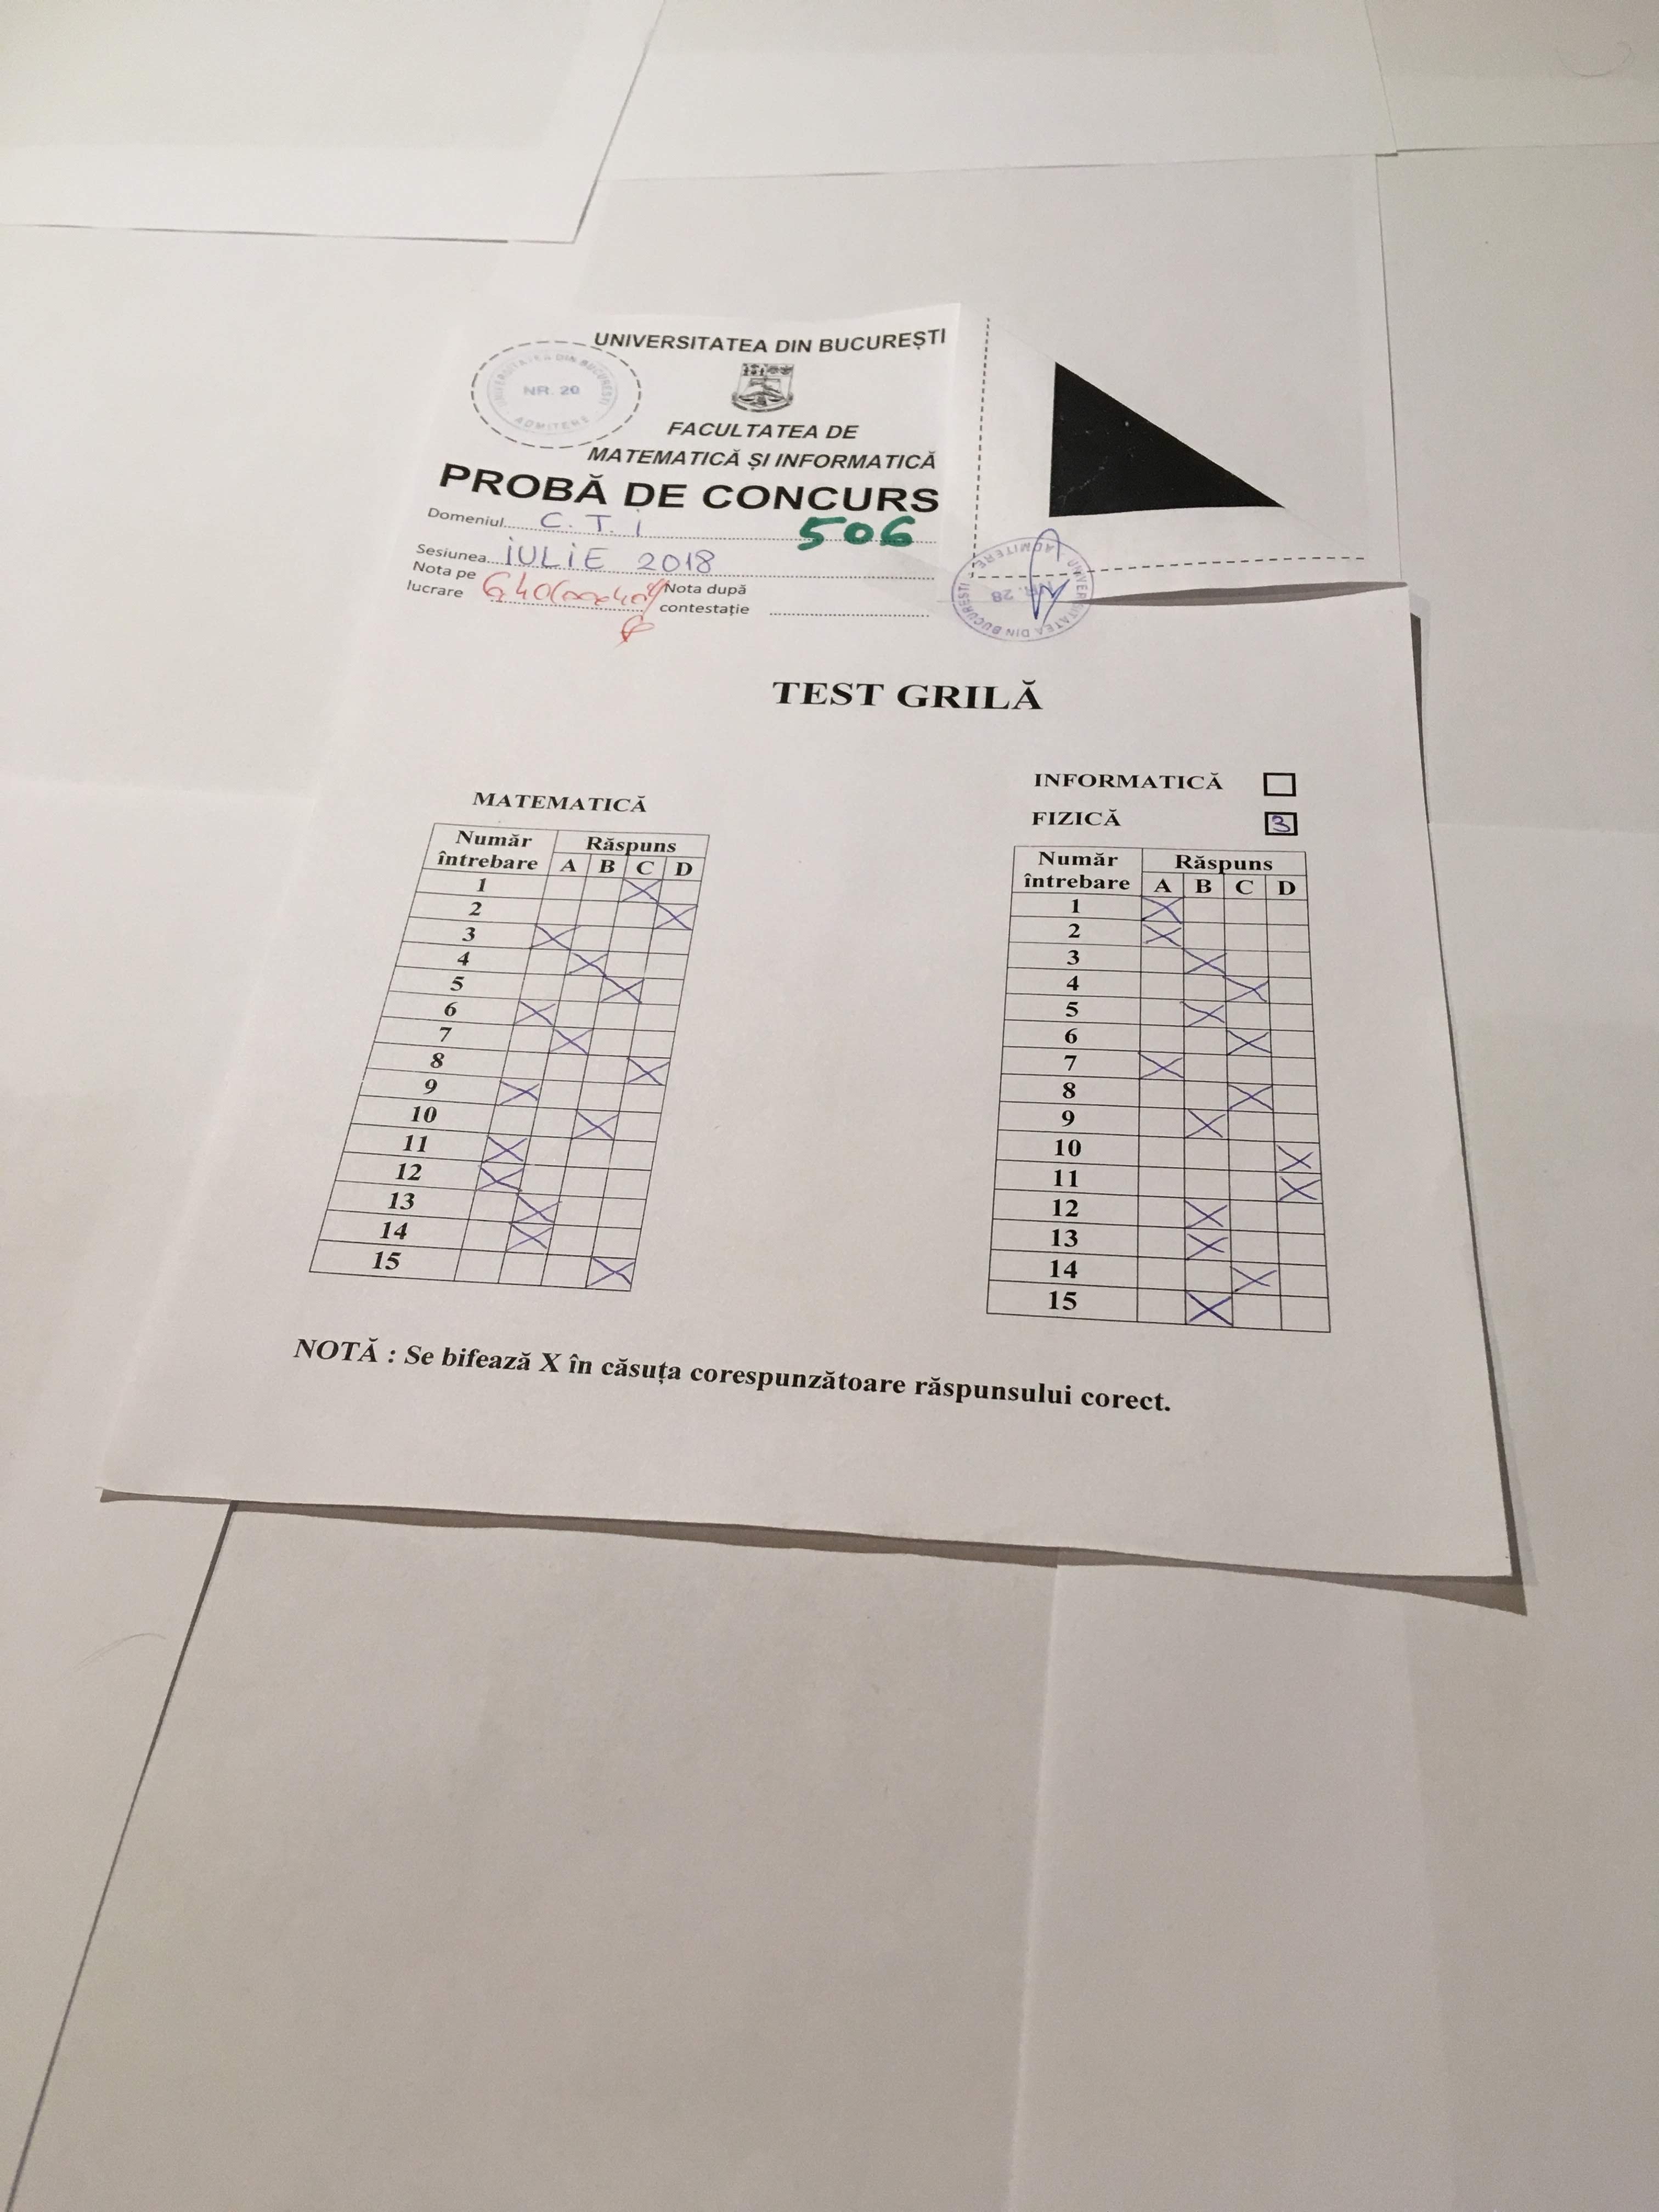 UNIVERSITATEA DIN BUCUREȘTI
UNIVERSITATEA DIN BUCUREȘTI
NR. 20
ADMITERE
FACULTATEA DE
MATEMATICĂ ȘI INFORMATICĂ
PROBĂ DE CONCURS
Domeniul C.T.I 506
Sesiunea IULIE 2018
Nota pe lucrare
Nota după contestație
UNIVERSITATEA DIN BUCUREȘTI
NR. 28
ADMITERE
TEST GRILĂ
MATEMATICĂ
Număr întrebare Răspuns
A B C D
1 X
2 X
3 X
4 X
5 X
6 X
7 X
8 X
9 X
10 X
11 X
12 X
13 X
14 X
15 X
INFORMATICĂ
FIZICĂ 3
Număr întrebare Răspuns
A B C D
1 X
2 X
3 X
4 X
5 X
6 X
7 X
8 X
9 X
10 X
11 X
12 X
13 X
14 X
15 X
NOTĂ : Se bifează X în căsuța corespunzătoare răspunsului corect.